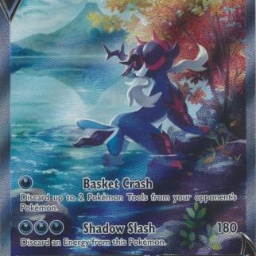 Basket Crash
Discard up to 2 Pokémon Tools from your opponent's
Pokémon.
Shadow Slash 180
Discard an Energy from this Pokémon.